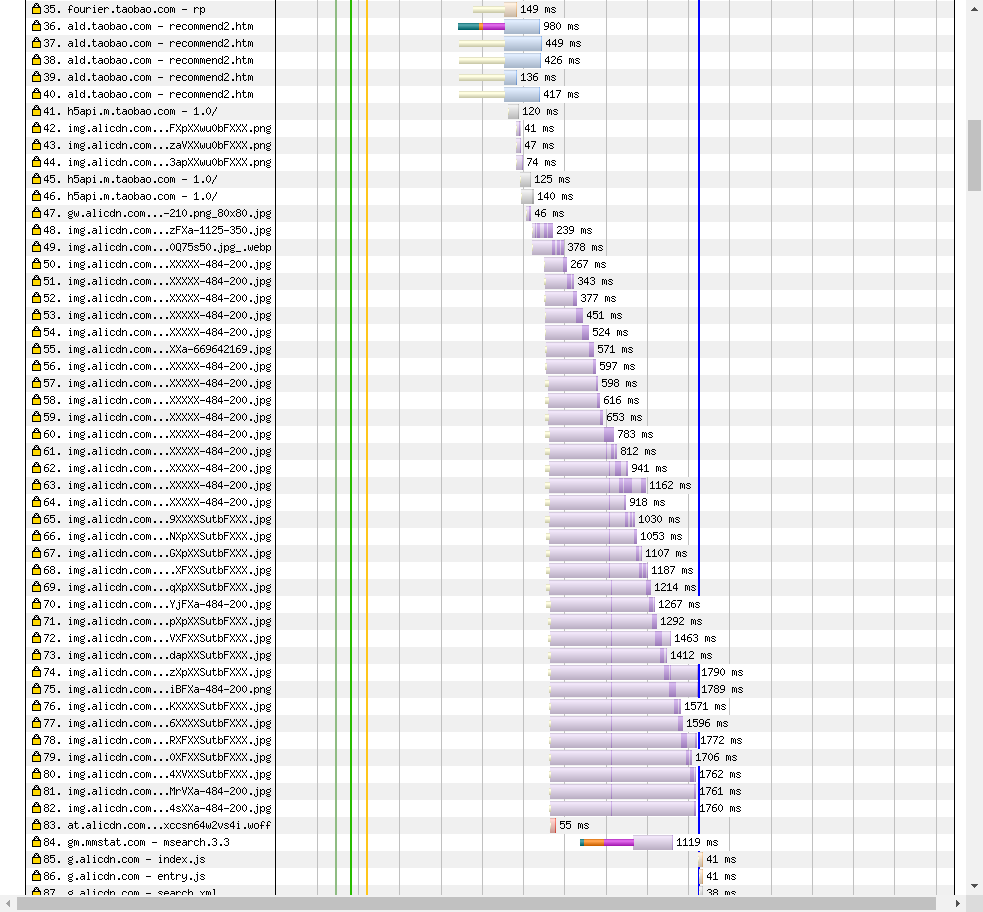 35. fourier.taobao.com - rp 149 ms
36. ald.taobao.com - recommend2.htm 980 ms
37. ald.taobao.com - recommend2.htm 449 ms
38. ald.taobao.com - recommend2.htm 426 ms
39. ald.taobao.com - recommend2.htm 136 ms
40. ald.taobao.com - recommend2.htm 417 ms
41. h5api.m.taobao.com - 1.0/ 120 ms
42. img.alicdn.com...FXpXXwu0bFXXX.png 41 ms
43. img.alicdn.com...zaVXXwu0bFXXX.png 47 ms
44. img.alicdn.com...3apXXwu0bFXXX.png 74 ms
45. h5api.m.taobao.com - 1.0/ 125 ms
46. h5api.m.taobao.com - 1.0/ 140 ms
47. gw.alicdn.com...-210.png_80x80.jpg 46 ms
48. img.alicdn.com...zFXa-1125-350.jpg 239 ms
49. img.alicdn.com...0Q75s50.jpg_.webp 378 ms
50. img.alicdn.com...XXXXX-484-200.jpg 267 ms
51. img.alicdn.com...XXXXX-484-200.jpg 343 ms
52. img.alicdn.com...XXXXX-484-200.jpg 377 ms
53. img.alicdn.com...XXXXX-484-200.jpg 451 ms
54. img.alicdn.com...XXXXX-484-200.jpg 524 ms
55. img.alicdn.com...XXa-669642169.jpg 571 ms
56. img.alicdn.com...XXXXX-484-200.jpg 597 ms
57. img.alicdn.com...XXXXX-484-200.jpg 598 ms
58. img.alicdn.com...XXXXX-484-200.jpg 616 ms
59. img.alicdn.com...XXXXX-484-200.jpg 653 ms
60. img.alicdn.com...XXXXX-484-200.jpg 783 ms
61. img.alicdn.com...XXXXX-484-200.jpg 812 ms
62. img.alicdn.com...XXXXX-484-200.jpg 941 ms
63. img.alicdn.com...XXXXX-484-200.jpg 1162 ms
64. img.alicdn.com...XXXXX-484-200.jpg 918 ms
65. img.alicdn.com...9XXXXSutbFXXX.jpg 1030 ms
66. img.alicdn.com...NXpXXSutbFXXX.jpg 1053 ms
67. img.alicdn.com...GXpXXSutbFXXX.jpg 1107 ms
68. img.alicdn.com....XFXXSutbFXXX.jpg 1187 ms
69. img.alicdn.com...qXpXXSutbFXXX.jpg 1214 ms
70. img.alicdn.com...YjFXa-484-200.jpg 1267 ms
71. img.alicdn.com...pXpXXSutbFXXX.jpg 1292 ms
72. img.alicdn.com...VXFXXSutbFXXX.jpg 1463 ms
73. img.alicdn.com...dapXXSutbFXXX.jpg 1412 ms
74. img.alicdn.com...zXpXXSutbFXXX.jpg 1790 ms
75. img.alicdn.com...iBFXa-484-200.png 1789 ms
76. img.alicdn.com...KXXXXSutbFXXX.jpg 1571 ms
77. img.alicdn.com...6XXXXSutbFXXX.jpg 1596 ms
78. img.alicdn.com...RXFXXSutbFXXX.jpg 1772 ms
79. img.alicdn.com...0XFXXSutbFXXX.jpg 1706 ms
80. img.alicdn.com...4XVXXSutbFXXX.jpg 1762 ms
81. img.alicdn.com...MrVXa-484-200.jpg 1761 ms
82. img.alicdn.com...4sXXa-484-200.jpg 1760 ms
83. at.alicdn.com...xccsn64w2vs4i.woff 55 ms
84. gm.mmstat.com - msearch.3.3 1119 ms
85. g.alicdn.com - index.js 41 ms
86. g.alicdn.com - entry.js 41 ms
87. g.alicdn.com - search.xml 38 ms